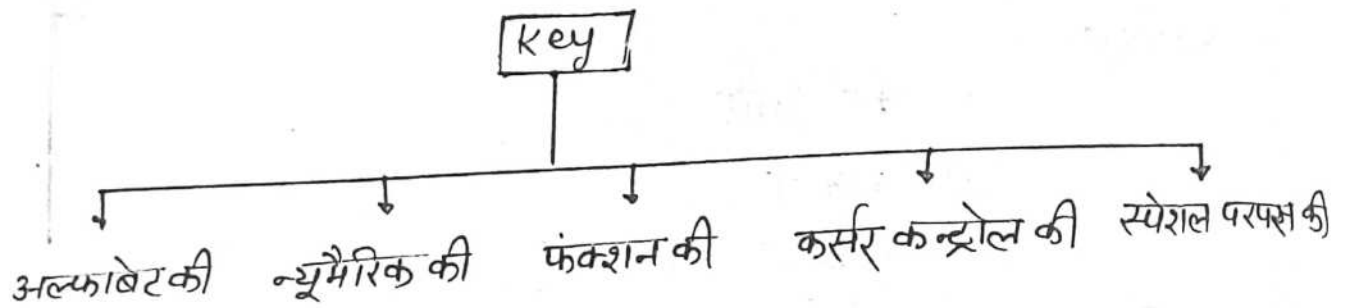 Key
अल्फाबेट की
न्यूमैरिक की
फंक्शन की
कर्सर कन्ट्रोल की
स्पेशल परपस की